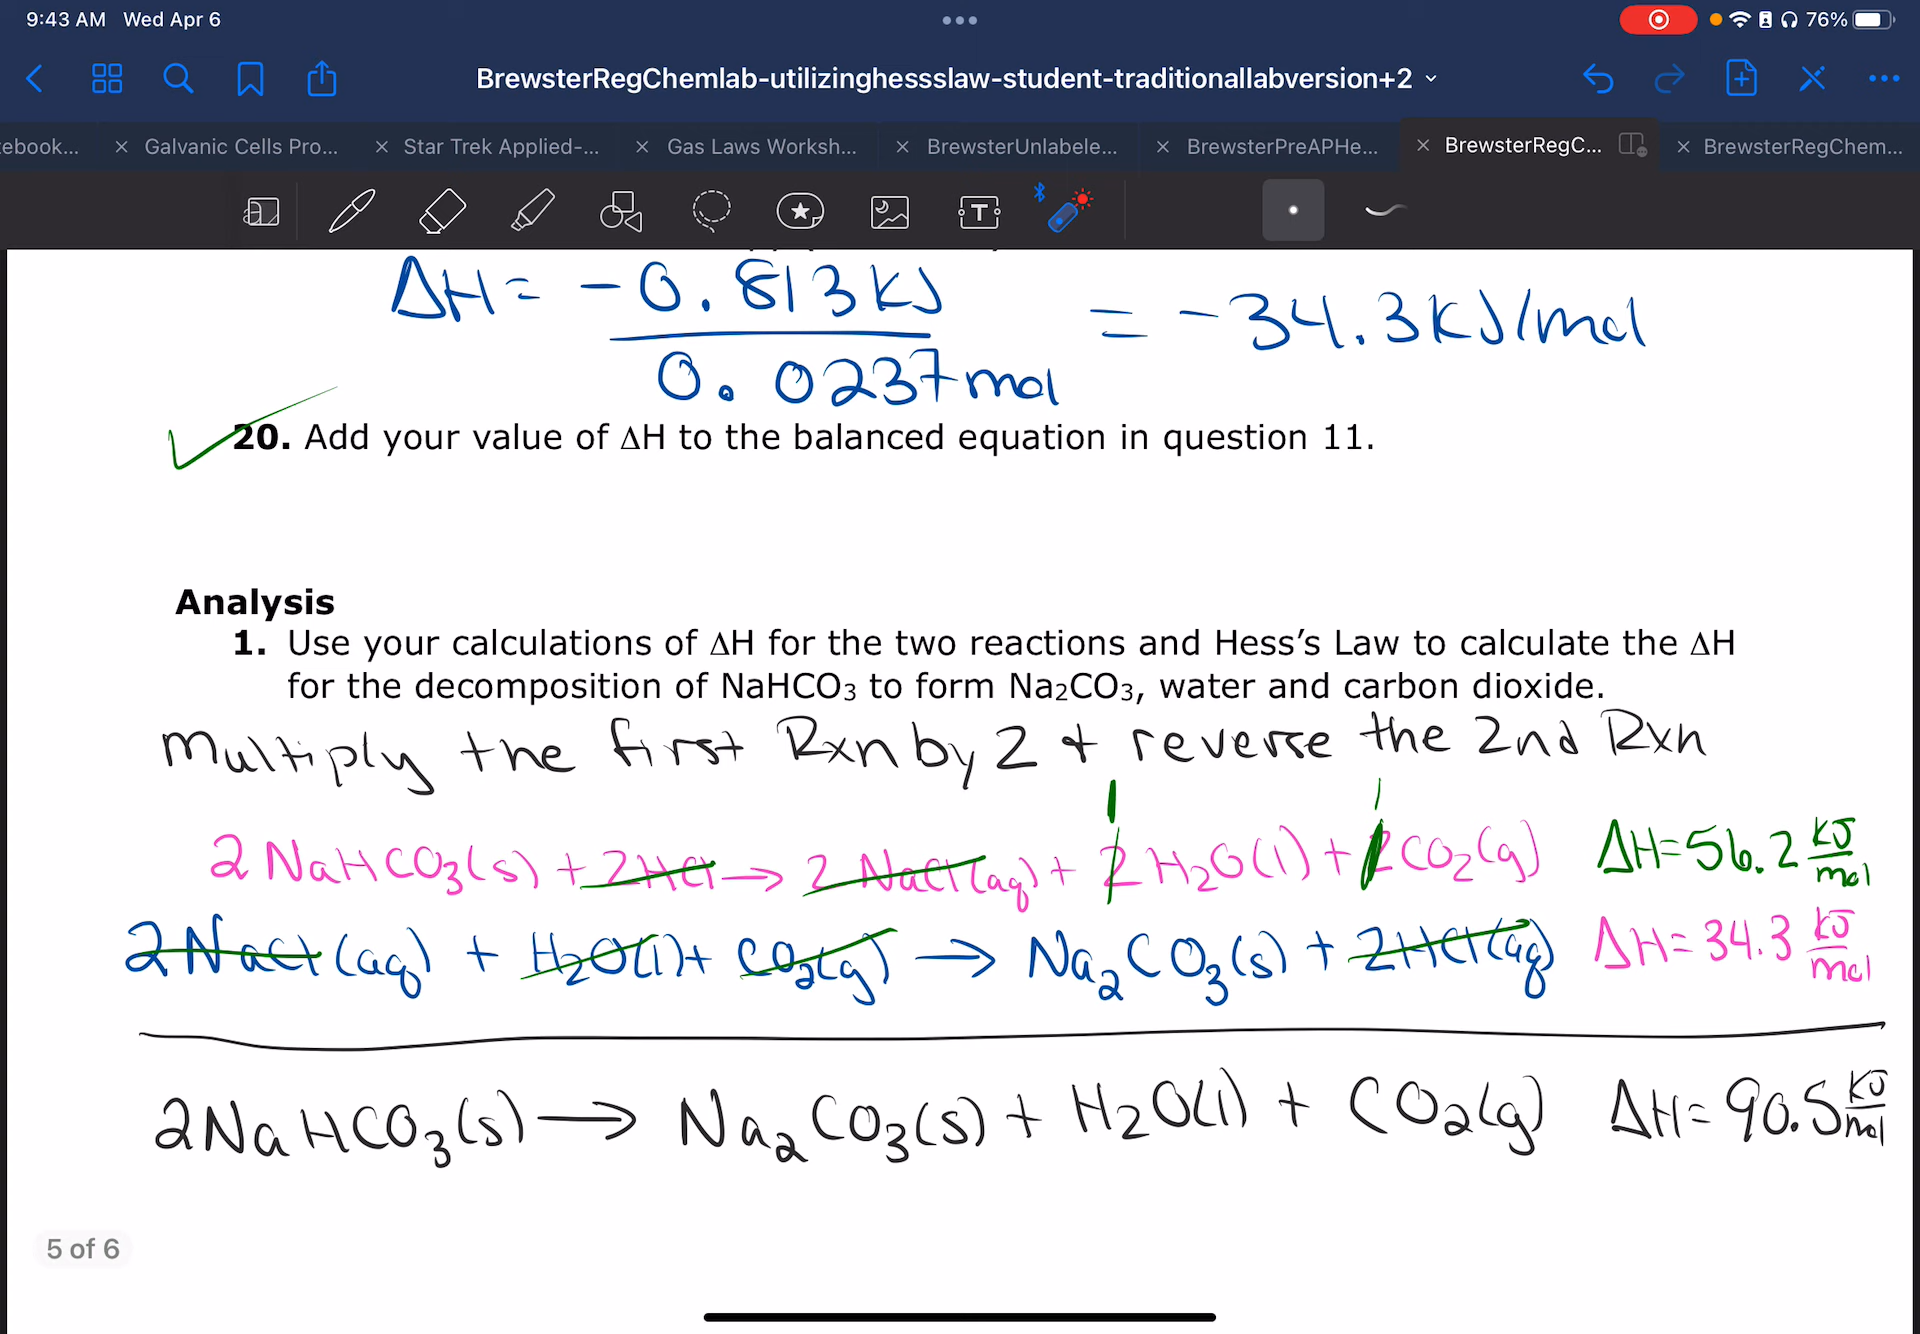 9:43 AM Wed Apr 6
76%
BrewsterRegChemlab-utilizinghessslaw-student-traditionallabversion+2
ebook...
Galvanic Cells Pro...
Star Trek Applied-...
Gas Laws Worksh...
BrewsterUnlabele...
BrewsterPreAPHe...
BrewsterRegC...
BrewsterRegChem...
ΔH = -0.813 kJ
0.0237 mol
= -34.3 kJ/mol
20. Add your value of ΔH to the balanced equation in question 11.
Analysis
1. Use your calculations of ΔH for the two reactions and Hess’s Law to calculate the ΔH
for the decomposition of NaHCO₃ to form Na₂CO₃, water and carbon dioxide.
Multiply the first Rxn by 2 + reverse the 2nd Rxn
2 NaHCO₃(s) + 2HCl → 2 NaCl(aq) + 2 H₂O(l) + 2 CO₂(g) ΔH=56.2 kJ/mol
2NaCl(aq) + H₂O(l) + CO₂(g) → Na₂CO₃(s) + 2HCl(aq) ΔH= 34.3 kJ/mol
2NaHCO₃(s) → Na₂CO₃(s) + H₂O(l) + CO₂(g) ΔH= 90.5 kJ/mol
5 of 6